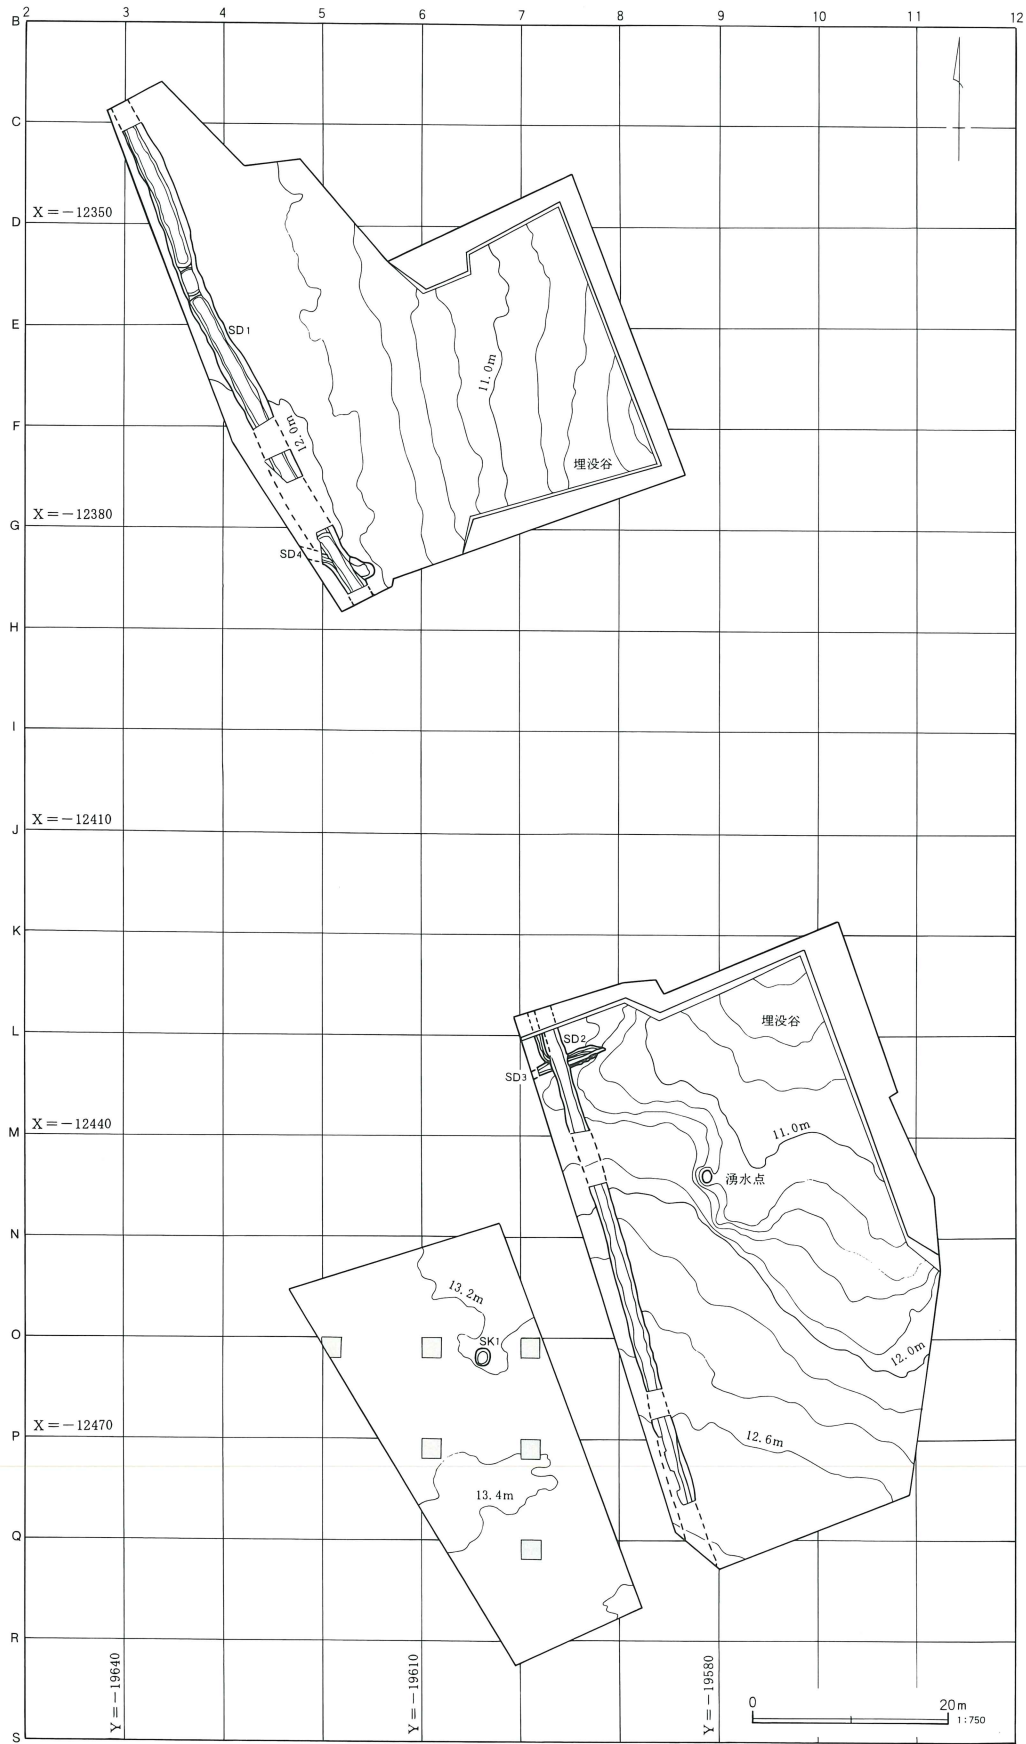 2 3 4 5 6 7 8 9 10 11 12
B
C
X=-12350
D
E
SD1
11.0m
F
12.0m
埋没谷
X=-12380
G
SD4
H
I
X=-12410
J
K
埋没谷
L
SD2
SD3
X=-12440
M
11.0m
湧水点
N
13.2m
O
SK1
12.0m
X=-12470
P
12.6m
13.4m
Q
R
Y=-19640
Y=-19610
Y=-19580
0 20m
1:750
S